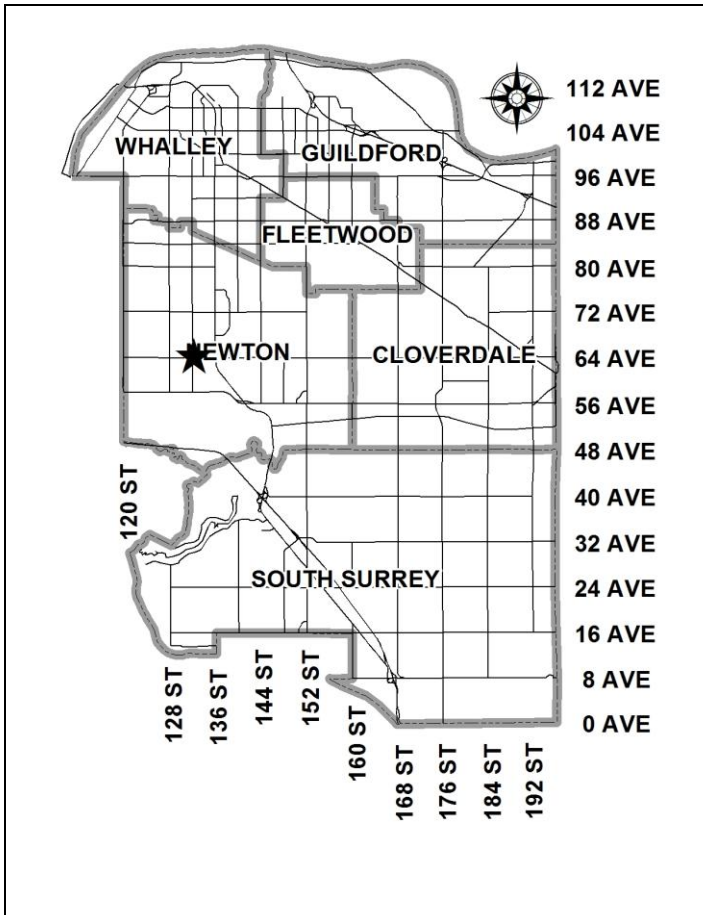 112 AVE
104 AVE
WHALLEY
GUILDFORD
96 AVE
88 AVE
FLEETWOOD
80 AVE
72 AVE
NEWTON
CLOVERDALE
64 AVE
56 AVE
48 AVE
120 ST
40 AVE
32 AVE
SOUTH SURREY
24 AVE
16 AVE
128 ST
136 ST
144 ST
152 ST
160 ST
168 ST
176 ST
184 ST
192 ST
8 AVE
0 AVE